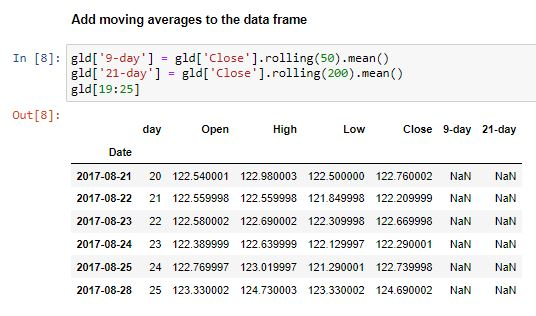 Add moving averages to the data frame
In [8]: gld['9-day'] = gld['Close'].rolling(50).mean()
gld['21-day'] = gld['Close'].rolling(200).mean()
gld[19:25]
Out[8]:
day Open High Low Close 9-day 21-day
Date
2017-08-21 20 122.540001 122.980003 122.500000 122.760002 NaN NaN
2017-08-22 21 122.559998 122.559998 121.849998 122.209999 NaN NaN
2017-08-23 22 122.580002 122.690002 122.309998 122.669998 NaN NaN
2017-08-24 23 122.389999 122.639999 122.129997 122.290001 NaN NaN
2017-08-25 24 122.769997 123.019997 121.290001 122.739998 NaN NaN
2017-08-28 25 123.330002 124.730003 123.330002 124.690002 NaN NaN